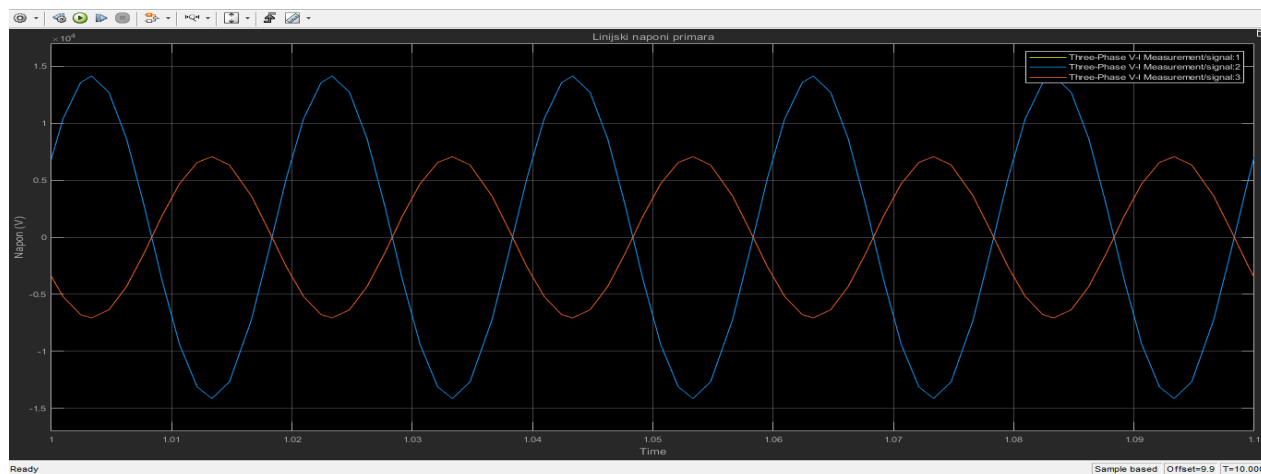 Linijski naponi primara
×10⁴
Three-Phase V-I Measurement/signal:1
Three-Phase V-I Measurement/signal:2
Three-Phase V-I Measurement/signal:3
Napon (V)
1.5
1
0.5
0
-0.5
-1
-1.5
1 1.01 1.02 1.03 1.04 1.05 1.06 1.07 1.08 1.09 1.1
Time
Ready Sample based Offset=9.9 T=10.000